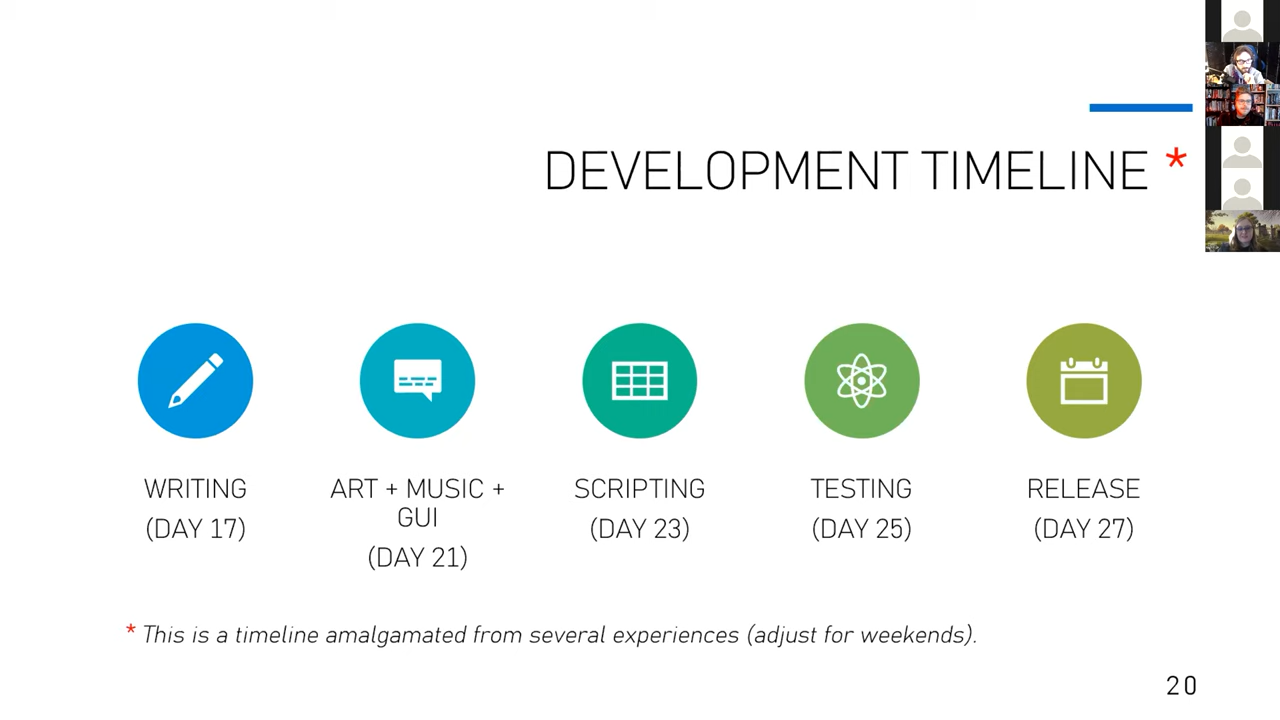 DEVELOPMENT TIMELINE *
WRITING
(DAY 17)
ART + MUSIC +
GUI
(DAY 21)
SCRIPTING
(DAY 23)
TESTING
(DAY 25)
RELEASE
(DAY 27)
* This is a timeline amalgamated from several experiences (adjust for weekends).
20